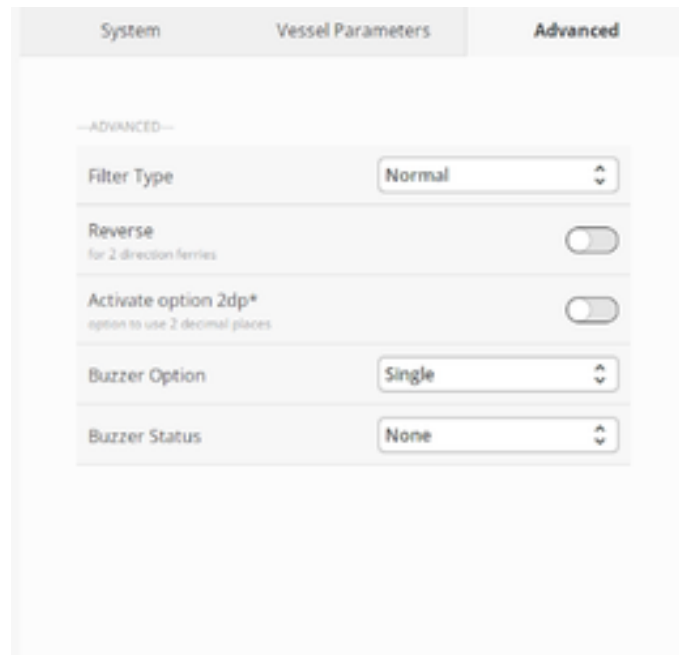 System Vessel Parameters Advanced
—ADVANCED—
Filter Type Normal
Reverse
for 2 direction ferries
Activate option 2dp*
option to use 2 decimal places
Buzzer Option Single
Buzzer Status None